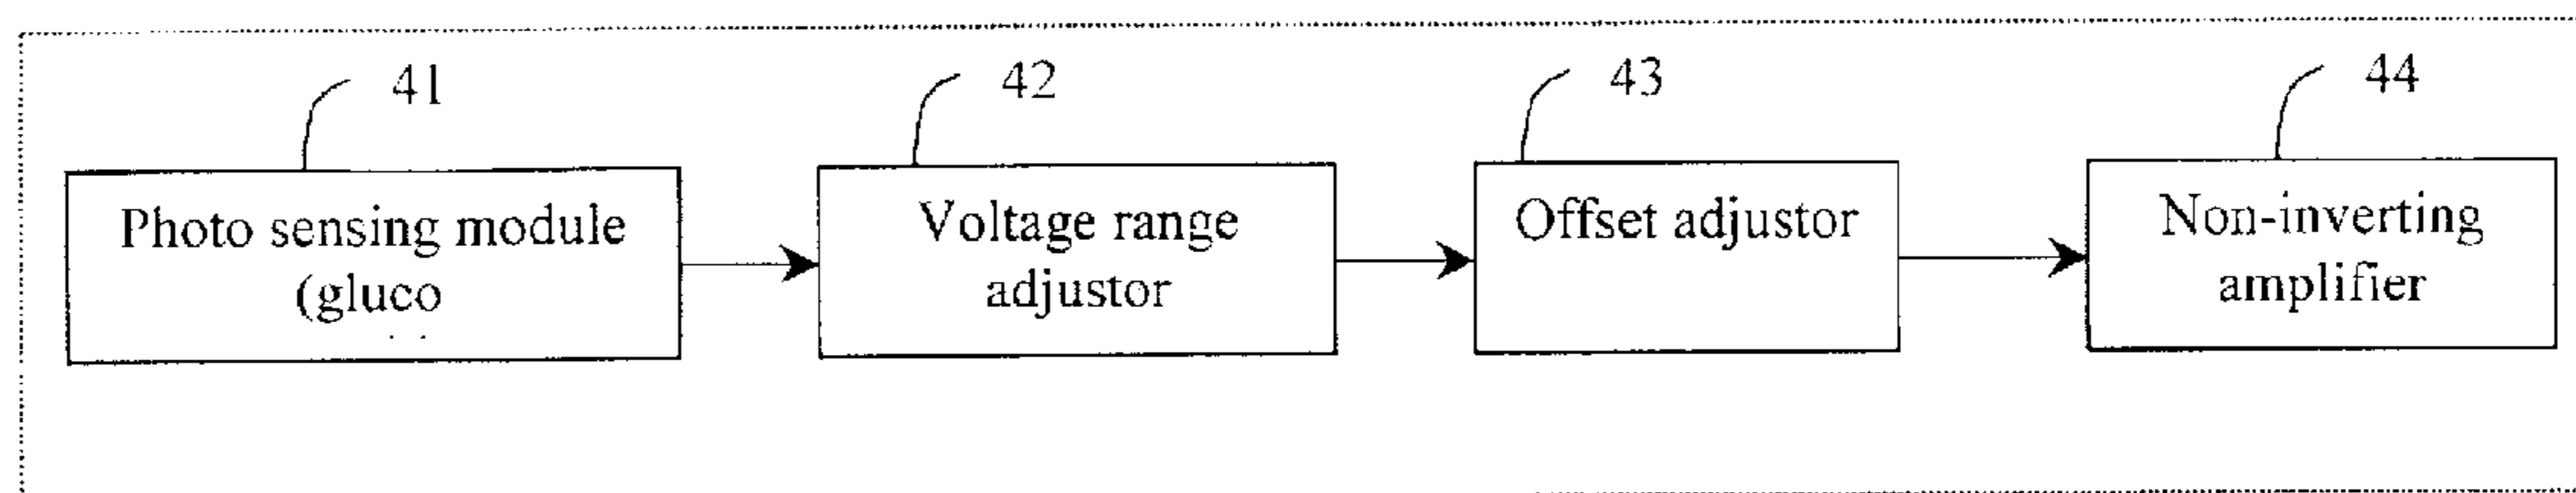 41
42
43
44
Photo sensing module
(gluco
Voltage range
adjustor
Offset adjustor
Non-inverting
amplifier